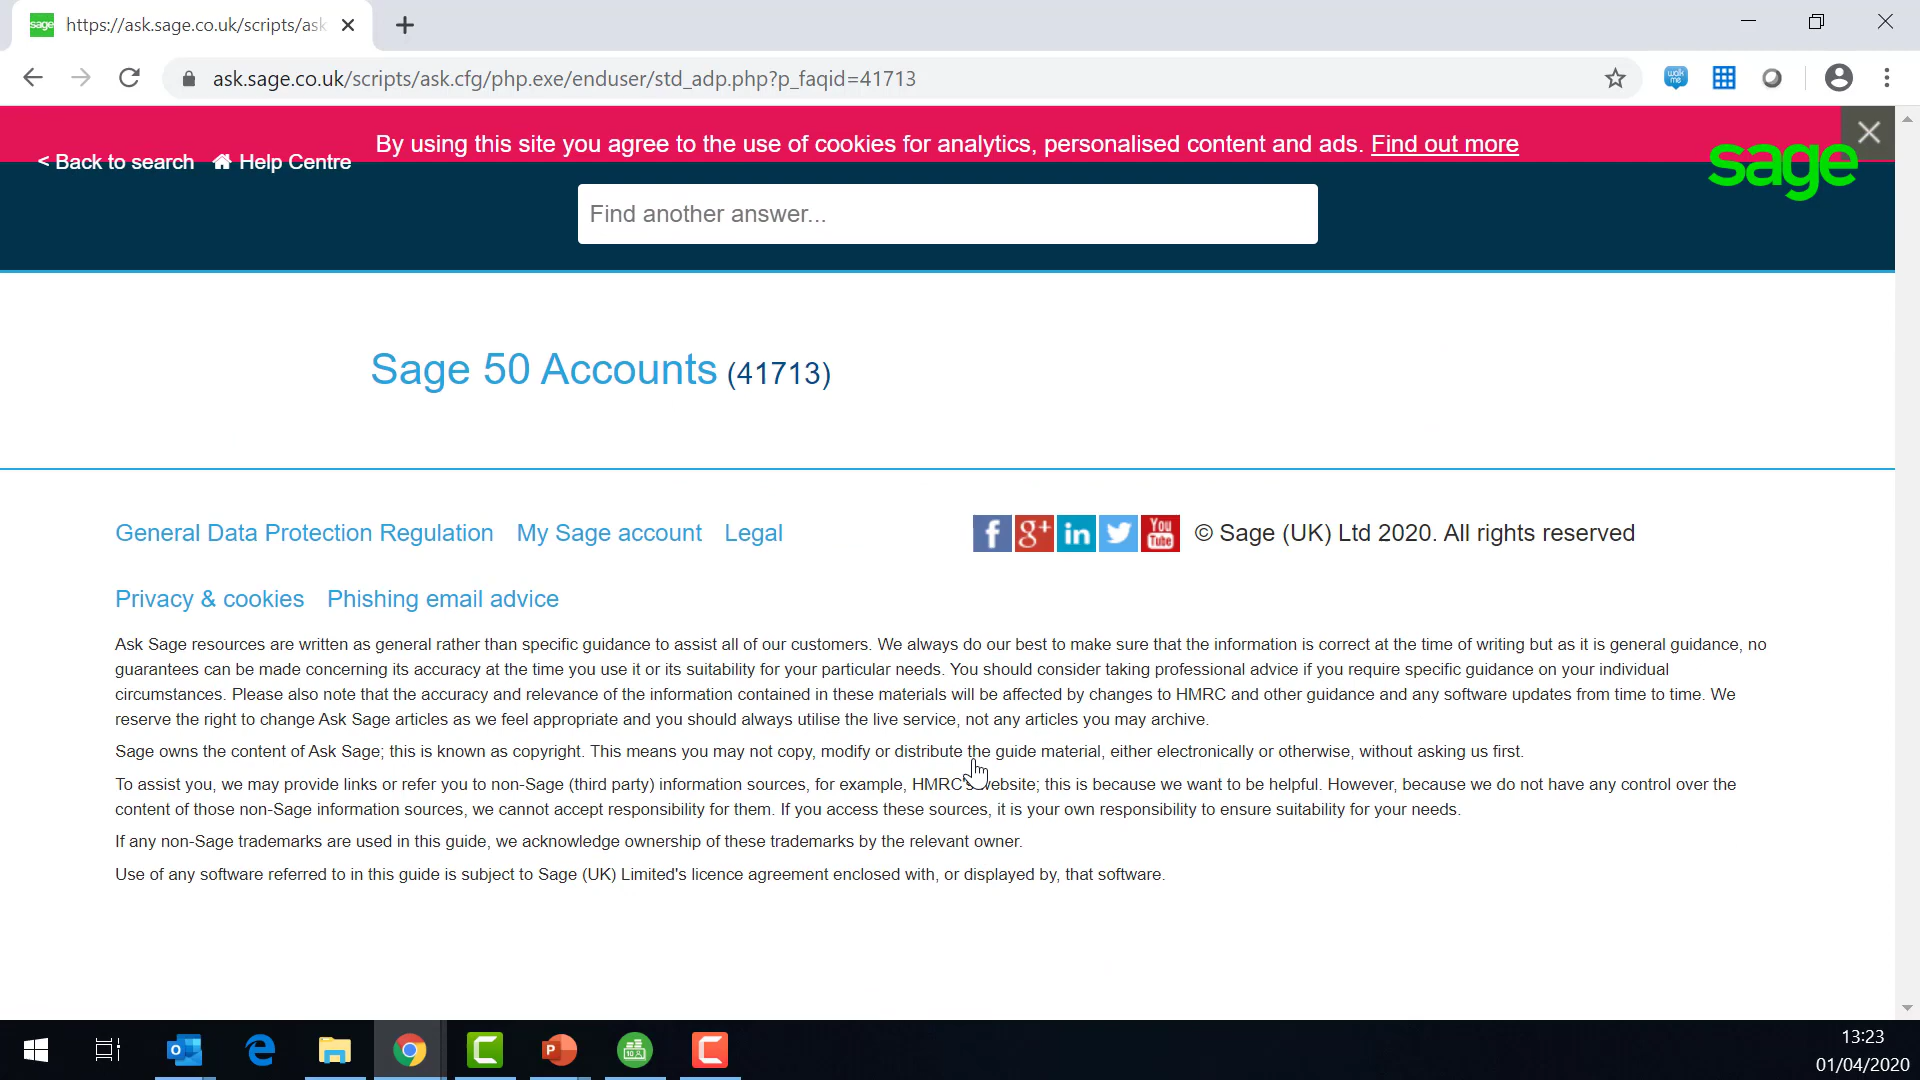 sage https://ask.sage.co.uk/scripts/ask
ask.sage.co.uk/scripts/ask.cfg/php.exe/enduser/std_adp.php?p_faqid=41713
walk me
By using this site you agree to the use of cookies for analytics, personalised content and ads. Find out more
< Back to search Help Centre
sage
Find another answer...
Sage 50 Accounts (41713)
General Data Protection Regulation My Sage account Legal
f g+ in You Tube © Sage (UK) Ltd 2020. All rights reserved
Privacy & cookies Phishing email advice
Ask Sage resources are written as general rather than specific guidance to assist all of our customers. We always do our best to make sure that the information is correct at the time of writing but as it is general guidance, no
guarantees can be made concerning its accuracy at the time you use it or its suitability for your particular needs. You should consider taking professional advice if you require specific guidance on your individual
circumstances. Please also note that the accuracy and relevance of the information contained in these materials will be affected by changes to HMRC and other guidance and any software updates from time to time. We
reserve the right to change Ask Sage articles as we feel appropriate and you should always utilise the live service, not any articles you may archive.
Sage owns the content of Ask Sage; this is known as copyright. This means you may not copy, modify or distribute the guide material, either electronically or otherwise, without asking us first.
To assist you, we may provide links or refer you to non-Sage (third party) information sources, for example, HMRC's website; this is because we want to be helpful. However, because we do not have any control over the
content of those non-Sage information sources, we cannot accept responsibility for them. If you access these sources, it is your own responsibility to ensure suitability for your needs.
If any non-Sage trademarks are used in this guide, we acknowledge ownership of these trademarks by the relevant owner.
Use of any software referred to in this guide is subject to Sage (UK) Limited's licence agreement enclosed with, or displayed by, that software.
13:23
01/04/2020